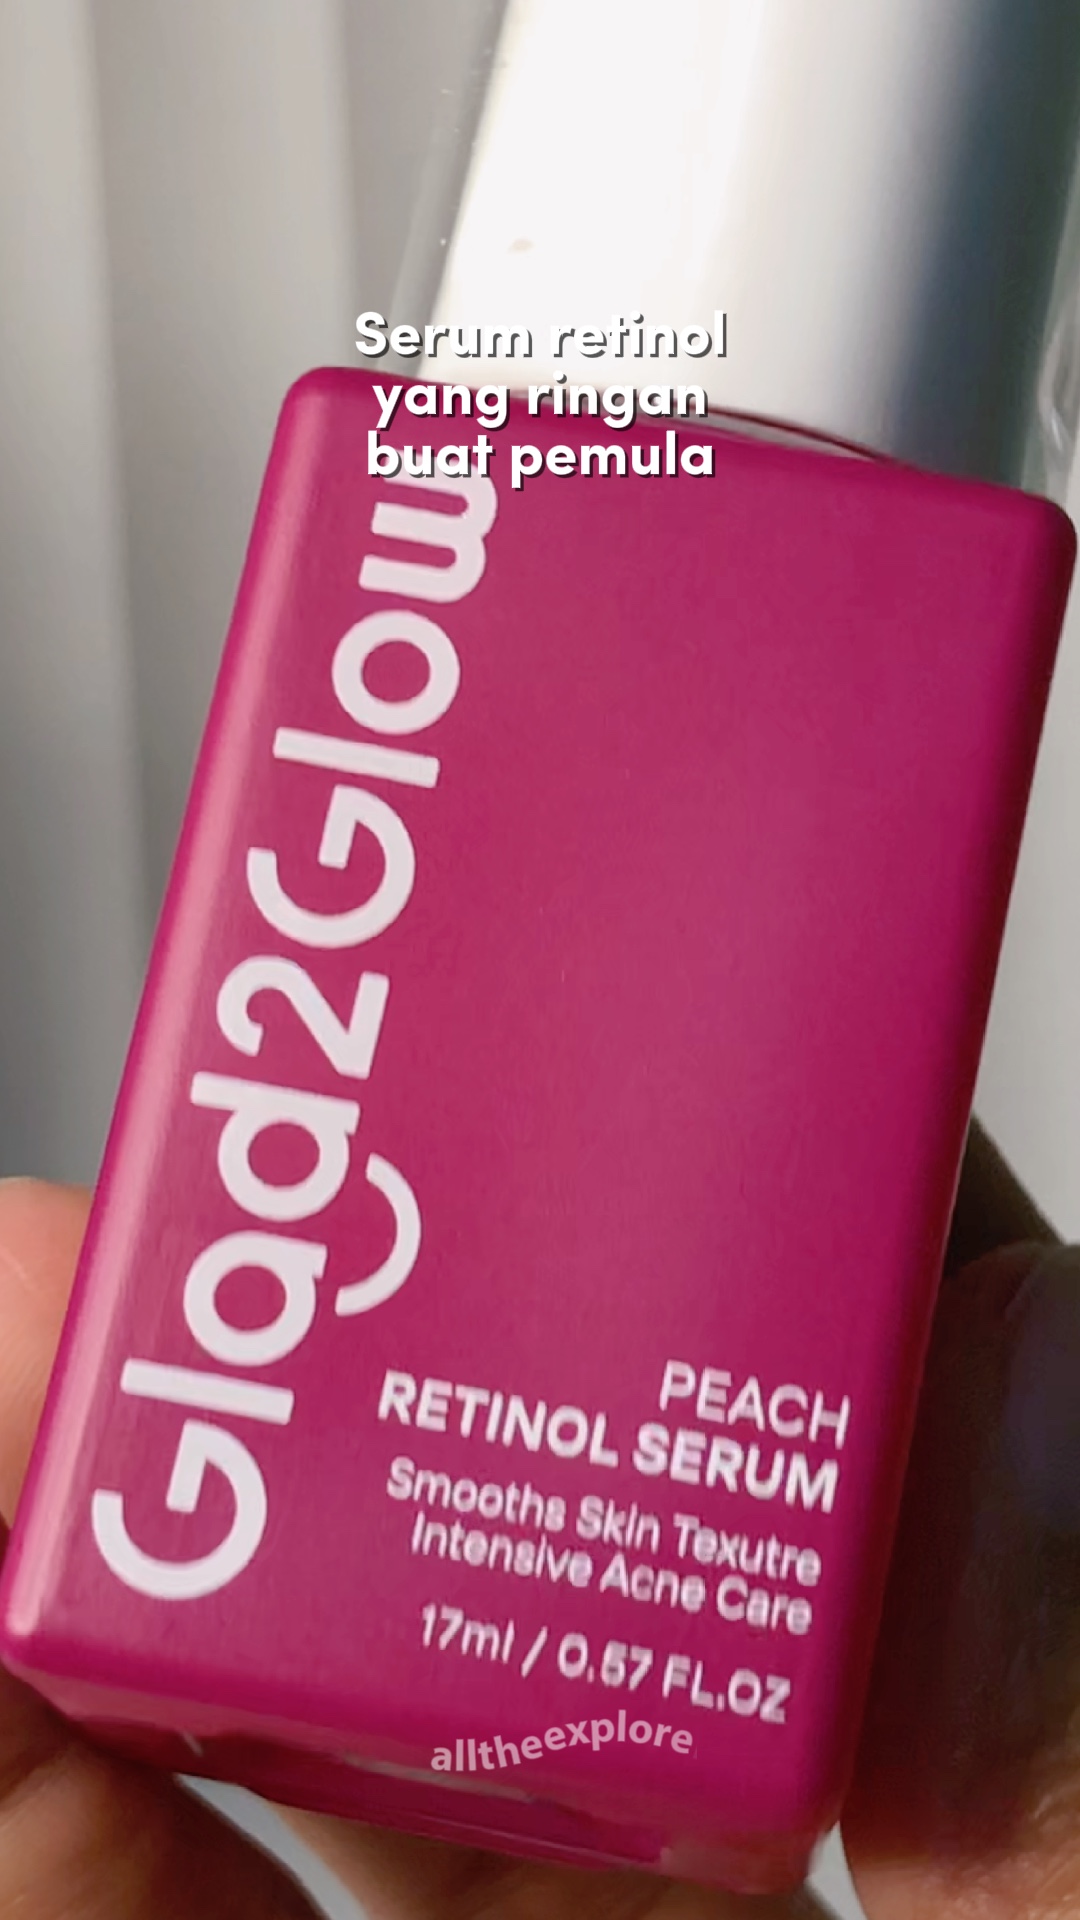 Serum retinol
yang ringan
buat pemula
Glad2Glow
PEACH
RETINOL SERUM
Smooths Skin Texutre
Intensive Acne Care
17ml / 0.57 FL.OZ
alltheexplore